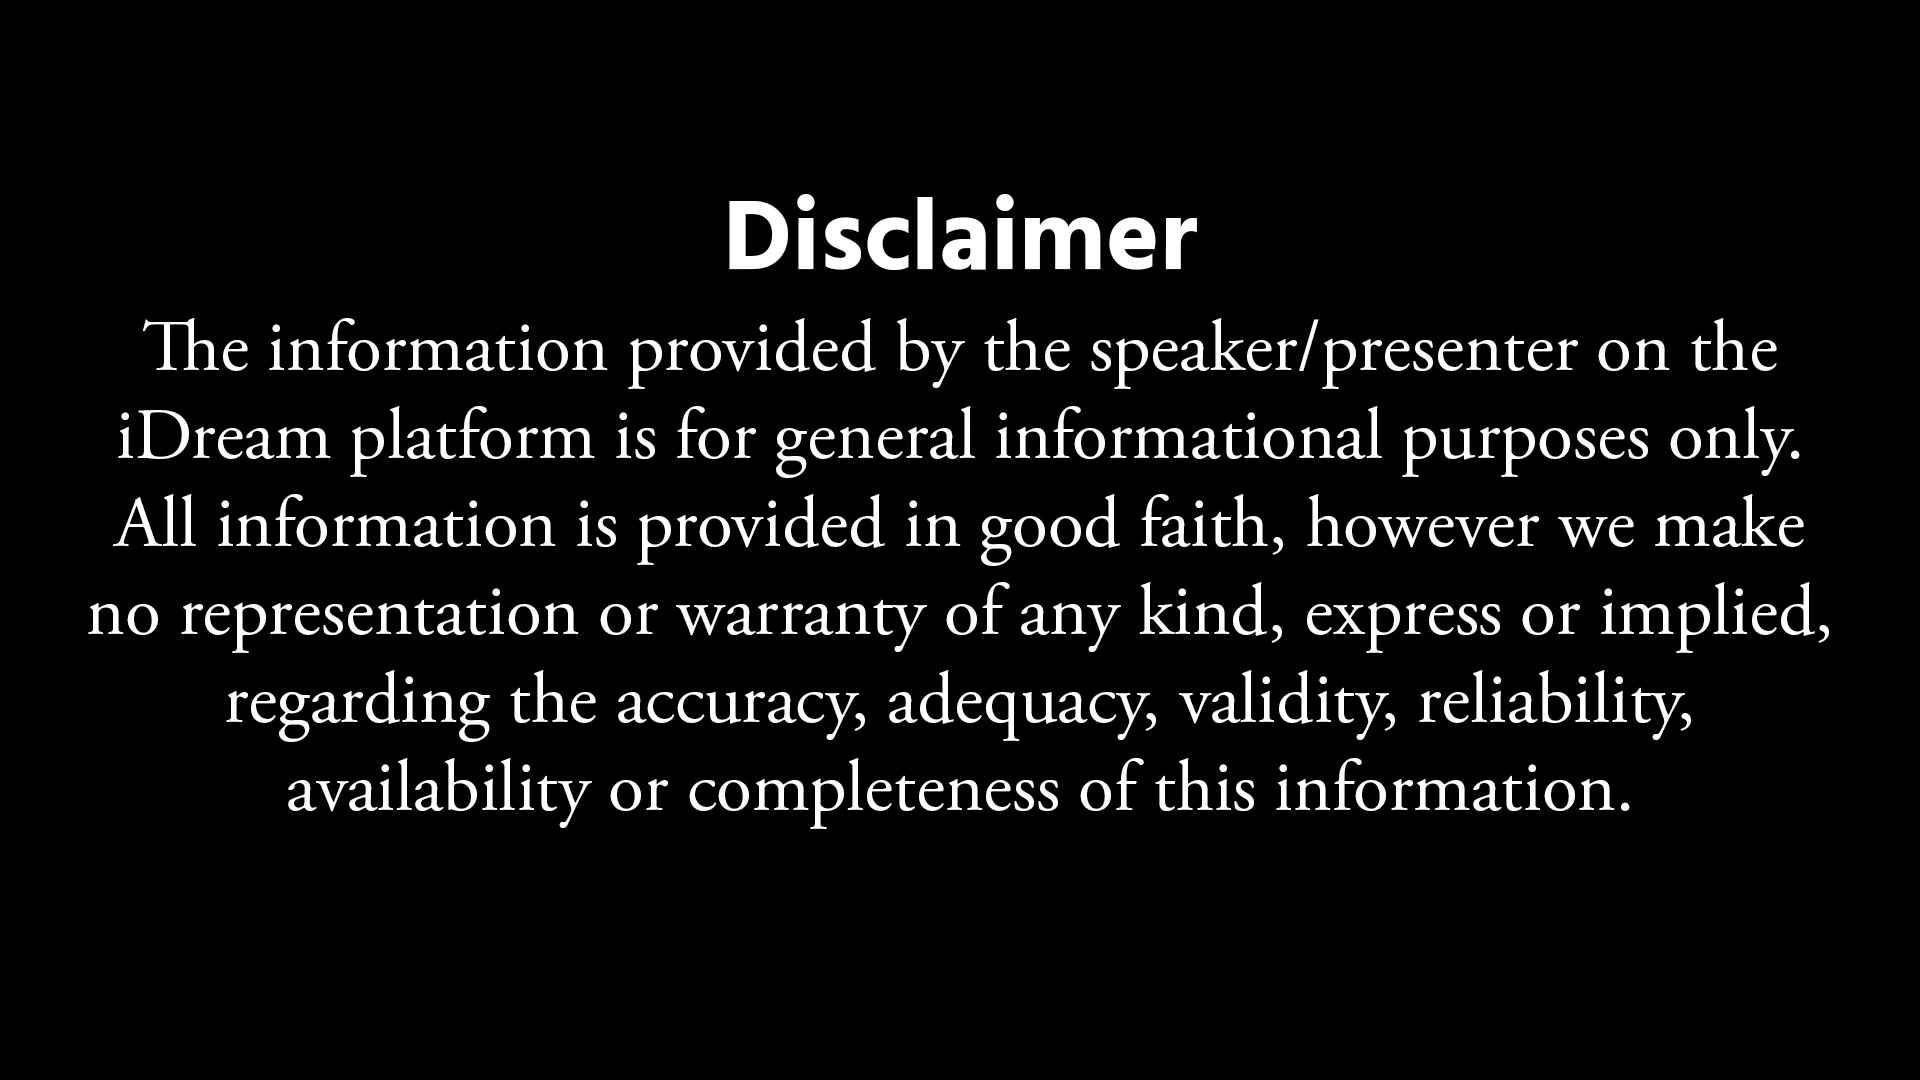 Disclaimer
The information provided by the speaker/presenter on the
iDream platform is for general informational purposes only.
All information is provided in good faith, however we make
no representation or warranty of any kind, express or implied,
regarding the accuracy, adequacy, validity, reliability,
availability or completeness of this information.